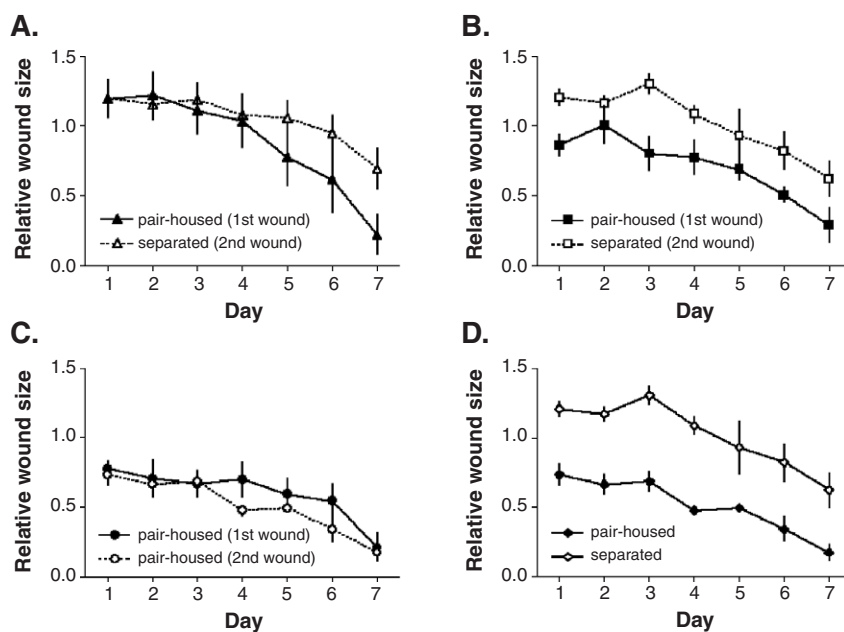 A.
Relative wound size
1.5
1.0
0.5
0.0
pair-housed (1st wound)
separated (2nd wound)
1 2 3 4 5 6 7
Day
B.
Relative wound size
1.5
1.0
0.5
0.0
pair-housed (1st wound)
separated (2nd wound)
1 2 3 4 5 6 7
Day
C.
Relative wound size
1.5
1.0
0.5
0.0
pair-housed (1st wound)
pair-housed (2nd wound)
1 2 3 4 5 6 7
Day
D.
Relative wound size
1.5
1.0
0.5
0.0
pair-housed
separated
1 2 3 4 5 6 7
Day